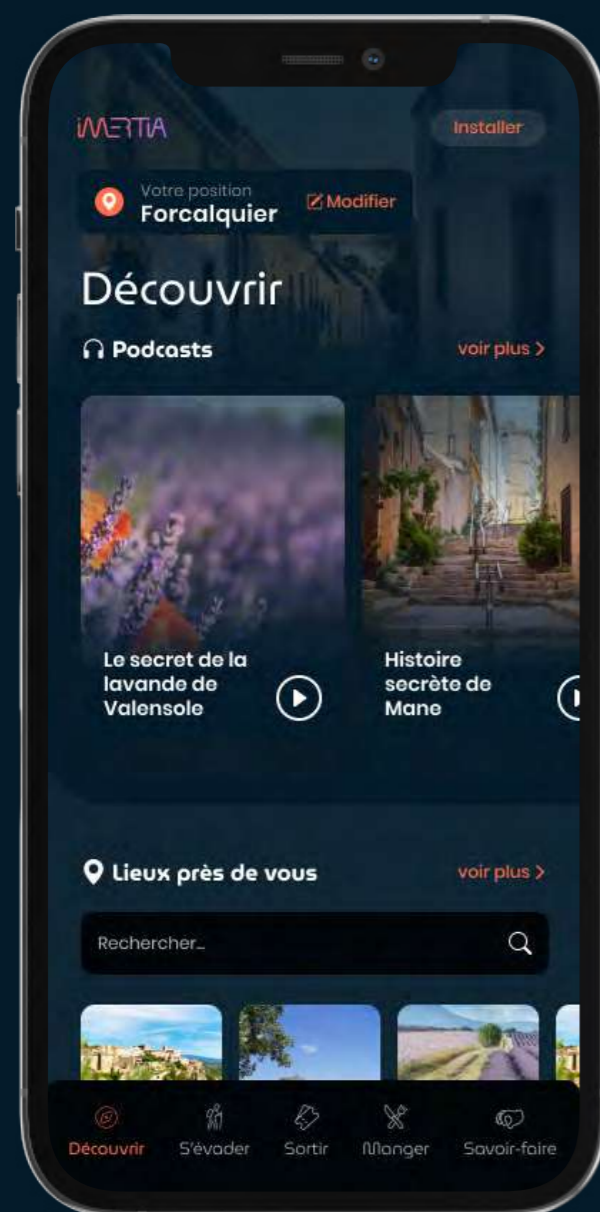 iMERTiA
Installer
Votre position
Forcalquier
Modifier
Découvrir
Podcasts
voir plus >
Le secret de la
lavande de
Valensole
Histoire
secrète de
Mane
Lieux près de vous
voir plus >
Rechercher...
Découvrir
S'évader
Sortir
Manger
Savoir-faire